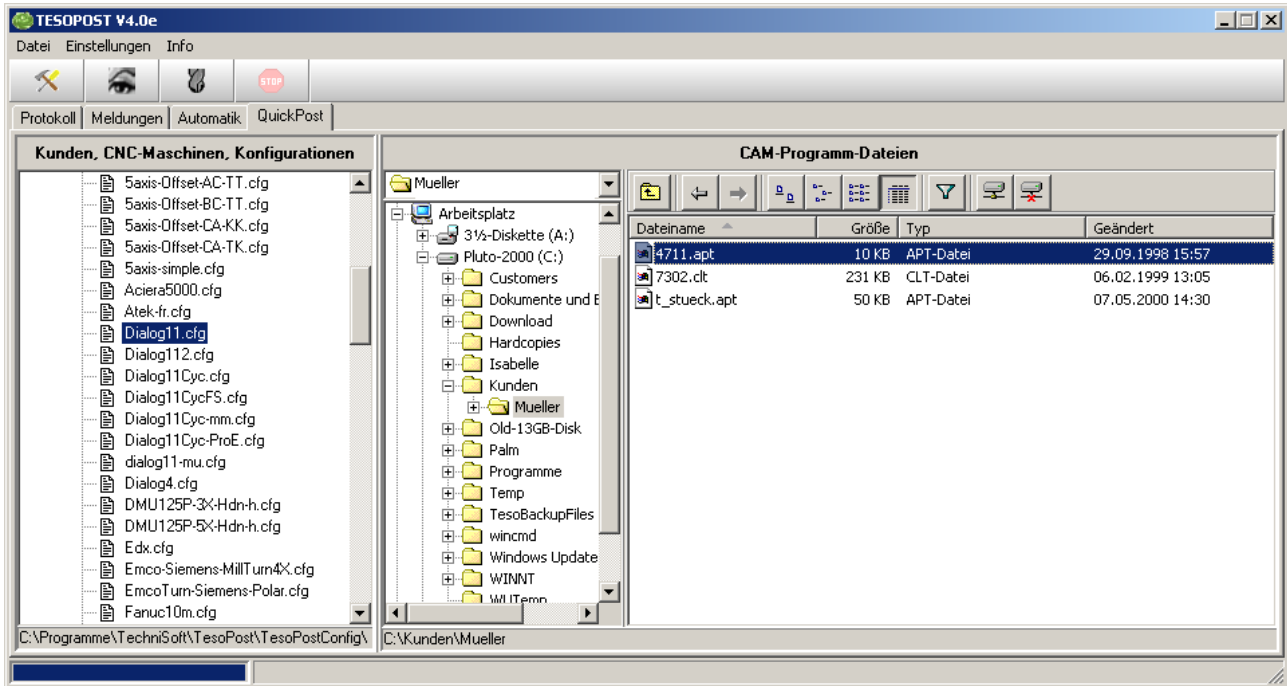 TESOPOST V4.0e
Datei Einstellungen Info
STOP
Protokoll Meldungen Automatik QuickPost
Kunden, CNC-Maschinen, Konfigurationen
5axis-Offset-AC-TT.cfg
5axis-Offset-BC-TT.cfg
5axis-Offset-CA-KK.cfg
5axis-Offset-CA-TK.cfg
5axis-simple.cfg
Aciera5000.cfg
Atek-fr.cfg
Dialog11.cfg
Dialog112.cfg
Dialog11Cyc.cfg
Dialog11CycFS.cfg
Dialog11Cyc-mm.cfg
Dialog11Cyc-ProE.cfg
dialog11-mu.cfg
Dialog4.cfg
DMU125P-3X-Hdn-h.cfg
DMU125P-5X-Hdn-h.cfg
Edx.cfg
Emco-Siemens-MillTurn4X.cfg
EmcoTurn-Siemens-Polar.cfg
Fanuc10m.cfg
C:\Programme\TechniSoft\TesoPost\TesoPostConfig\
CAM-Programm-Dateien
Mueller
Arbeitsplatz
3½-Diskette (A:)
Pluto-2000 (C:)
Customers
Dokumente und E
Download
Hardcopies
Isabelle
Kunden
Mueller
Old-13GB-Disk
Palm
Programme
Temp
TesoBackupFiles
wincmd
Windows Update
WINNT
WUTemp
C:\Kunden\Mueller
Dateiname Größe Typ Geändert
4711.apt 10 KB APT-Datei 29.09.1998 15:57
7302.clt 231 KB CLT-Datei 06.02.1999 13:05
t_stueck.apt 50 KB APT-Datei 07.05.2000 14:30